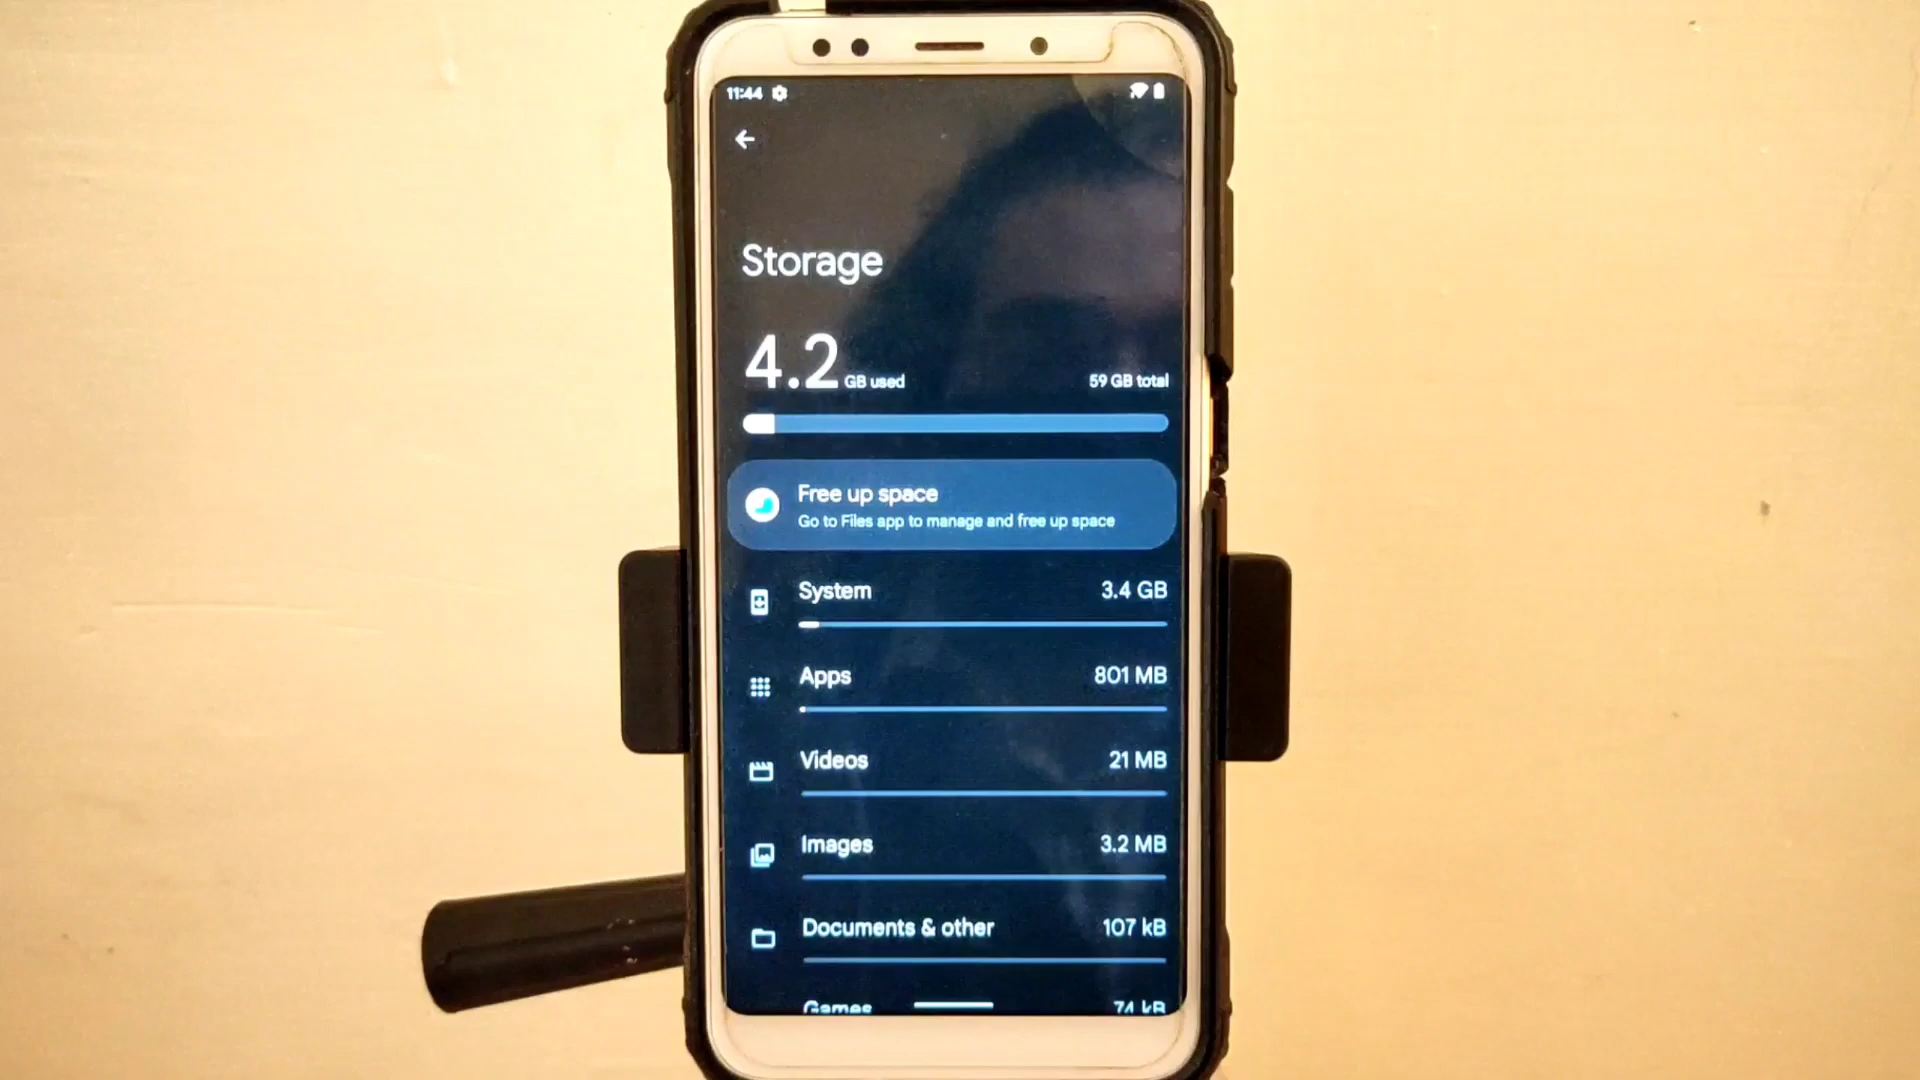 11:44
Storage
4.2 GB used 59 GB total
Free up space
Go to Files app to manage and free up space
System 3.4 GB
Apps 801 MB
Videos 21 MB
Images 3.2 MB
Documents & other 107 kB
Games 74 kB